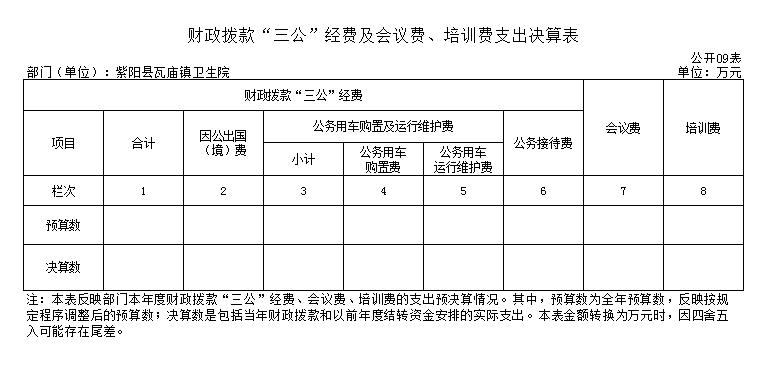 财政拨款“三公”经费及会议费、培训费支出决算表
公开09表
部门（单位）：紫阳县瓦庙镇卫生院 单位：万元
财政拨款“三公”经费 会议费 培训费
项目 合计 因公出国（境）费 公务用车购置及运行维护费 公务接待费
小计 公务用车购置费 公务用车运行维护费
栏次 1 2 3 4 5 6 7 8
预算数
决算数
注：本表反映部门本年度财政拨款“三公”经费、会议费、培训费的支出预决算情况。其中，预算数为全年预算数，反映按规
定程序调整后的预算数；决算数是包括当年财政拨款和以前年度结转资金安排的实际支出。本表金额转换为万元时，因四舍五
入可能存在尾差。